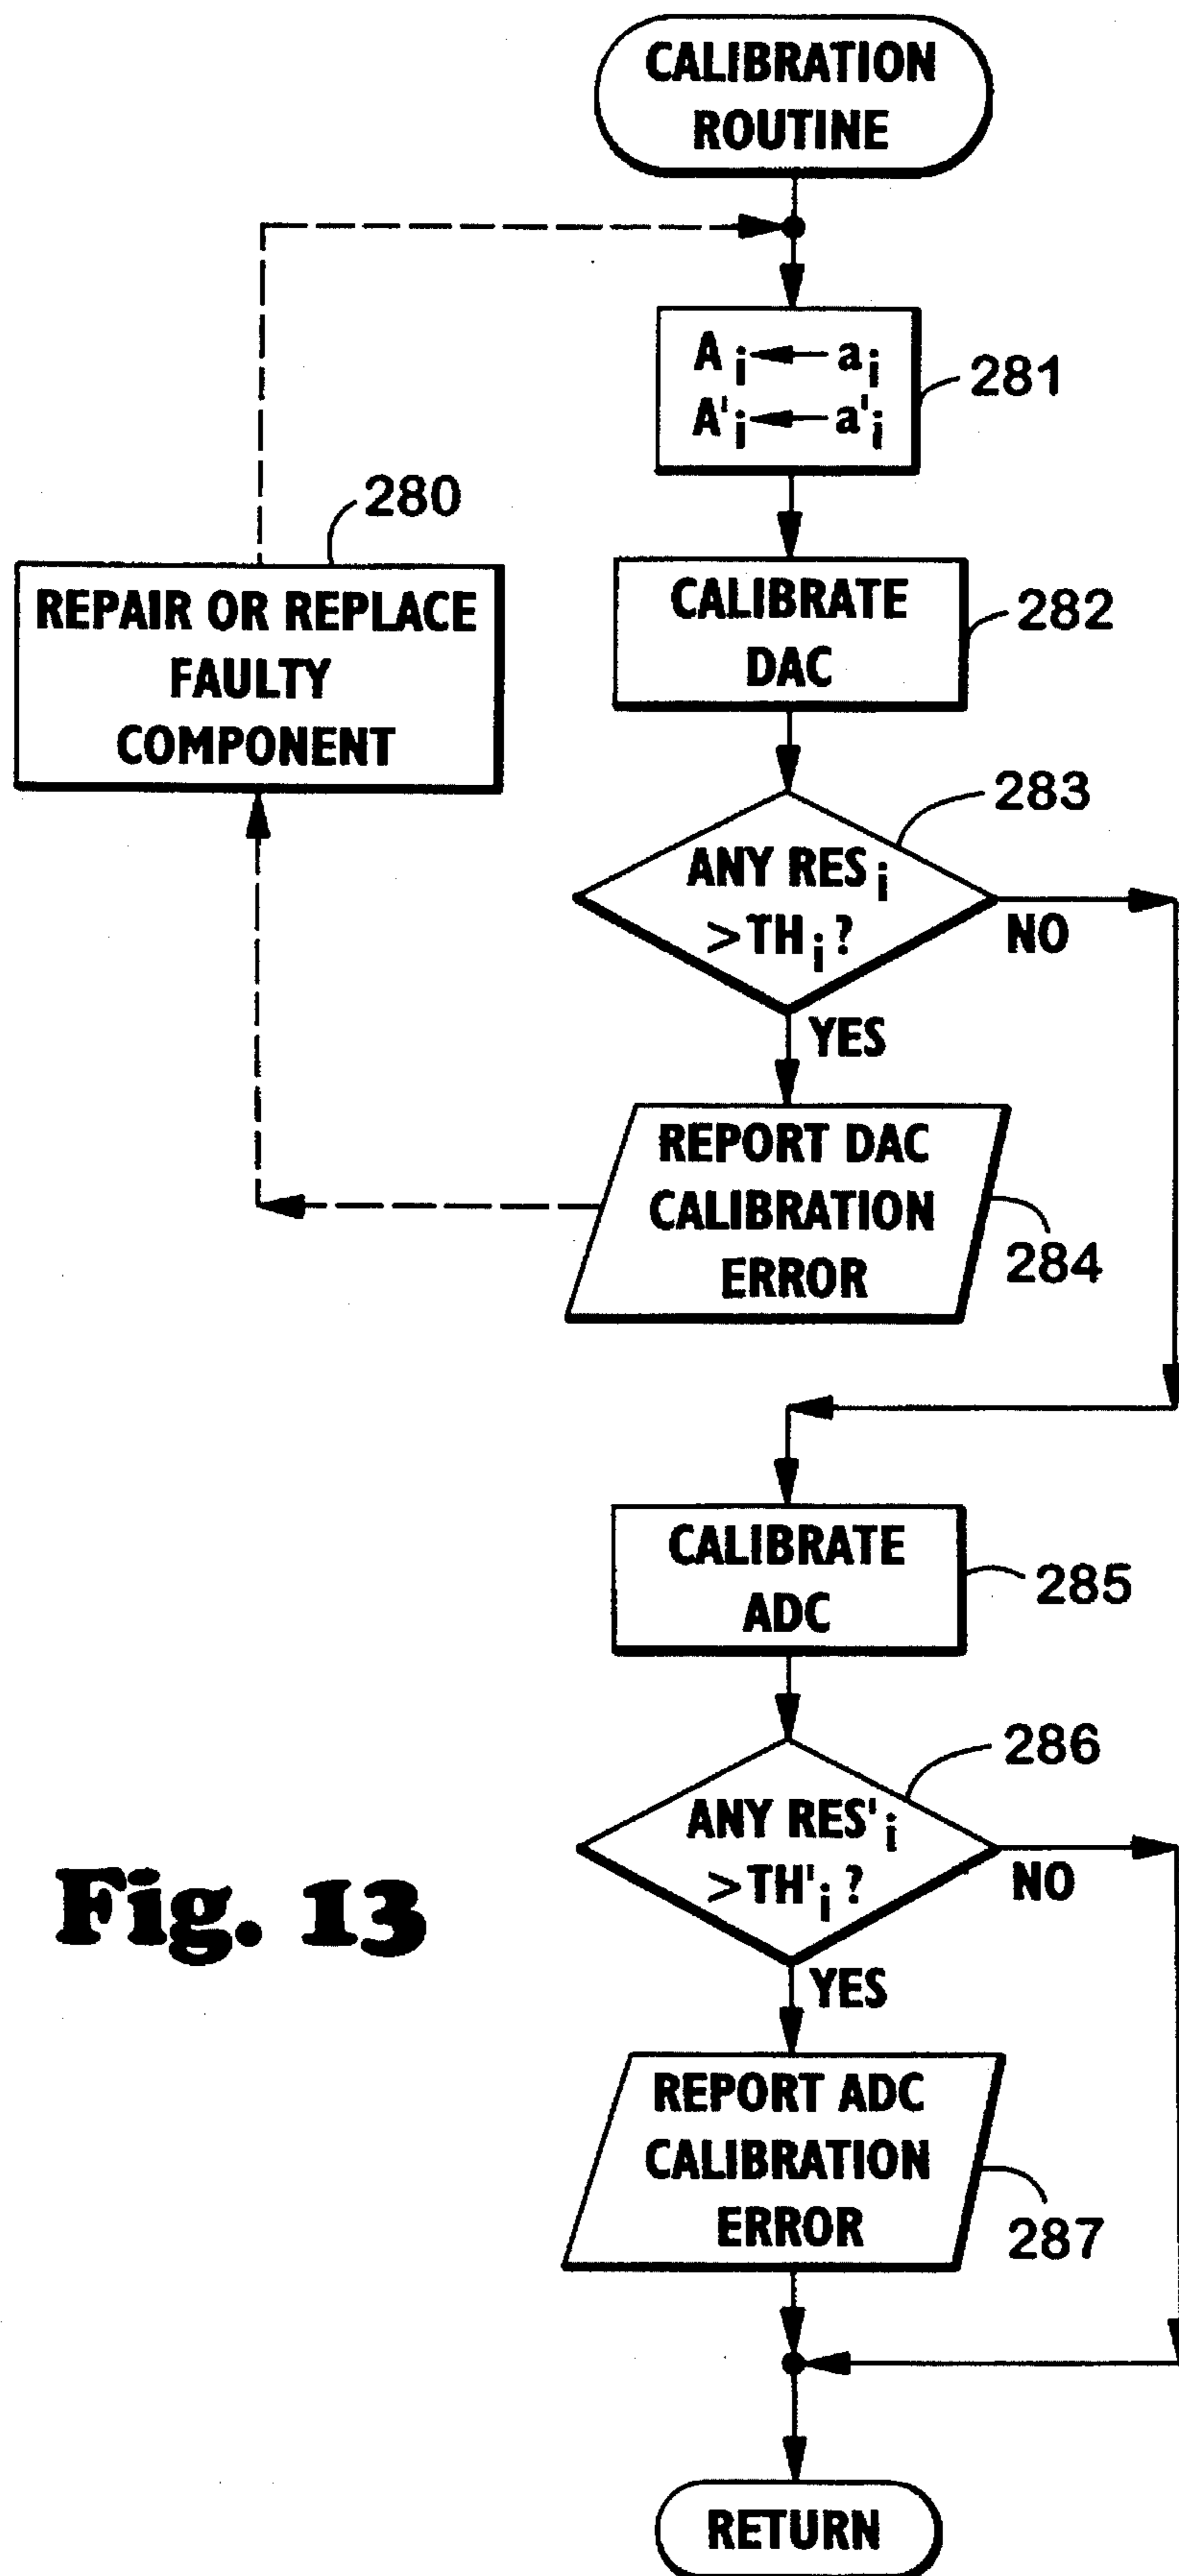 CALIBRATION
ROUTINE
A i ← a i
A' i ← a' i
281
280
REPAIR OR REPLACE
FAULTY
COMPONENT
CALIBRATE
DAC
282
283
ANY RES i
> TH i ?
NO
YES
REPORT DAC
CALIBRATION
ERROR
284
CALIBRATE
ADC
285
286
ANY RES' i
> TH' i ?
NO
YES
REPORT ADC
CALIBRATION
ERROR
287
Fig. 13
RETURN